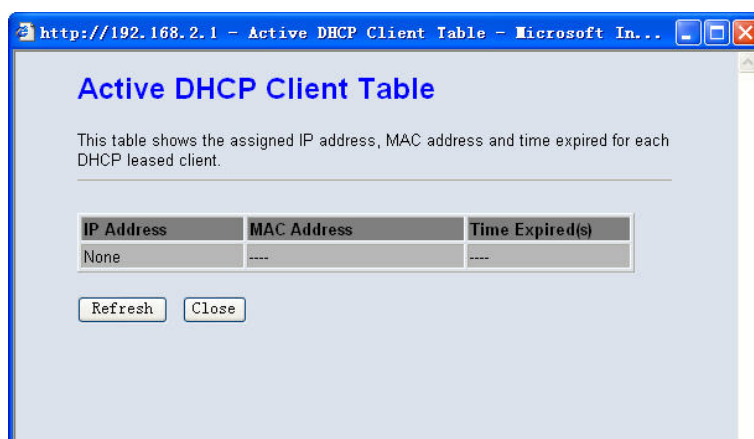 http://192.168.2.1 - Active DHCP Client Table - Microsoft In...
Active DHCP Client Table
This table shows the assigned IP address, MAC address and time expired for each
DHCP leased client.
IP Address MAC Address Time Expired(s)
None ---- ----
Refresh Close